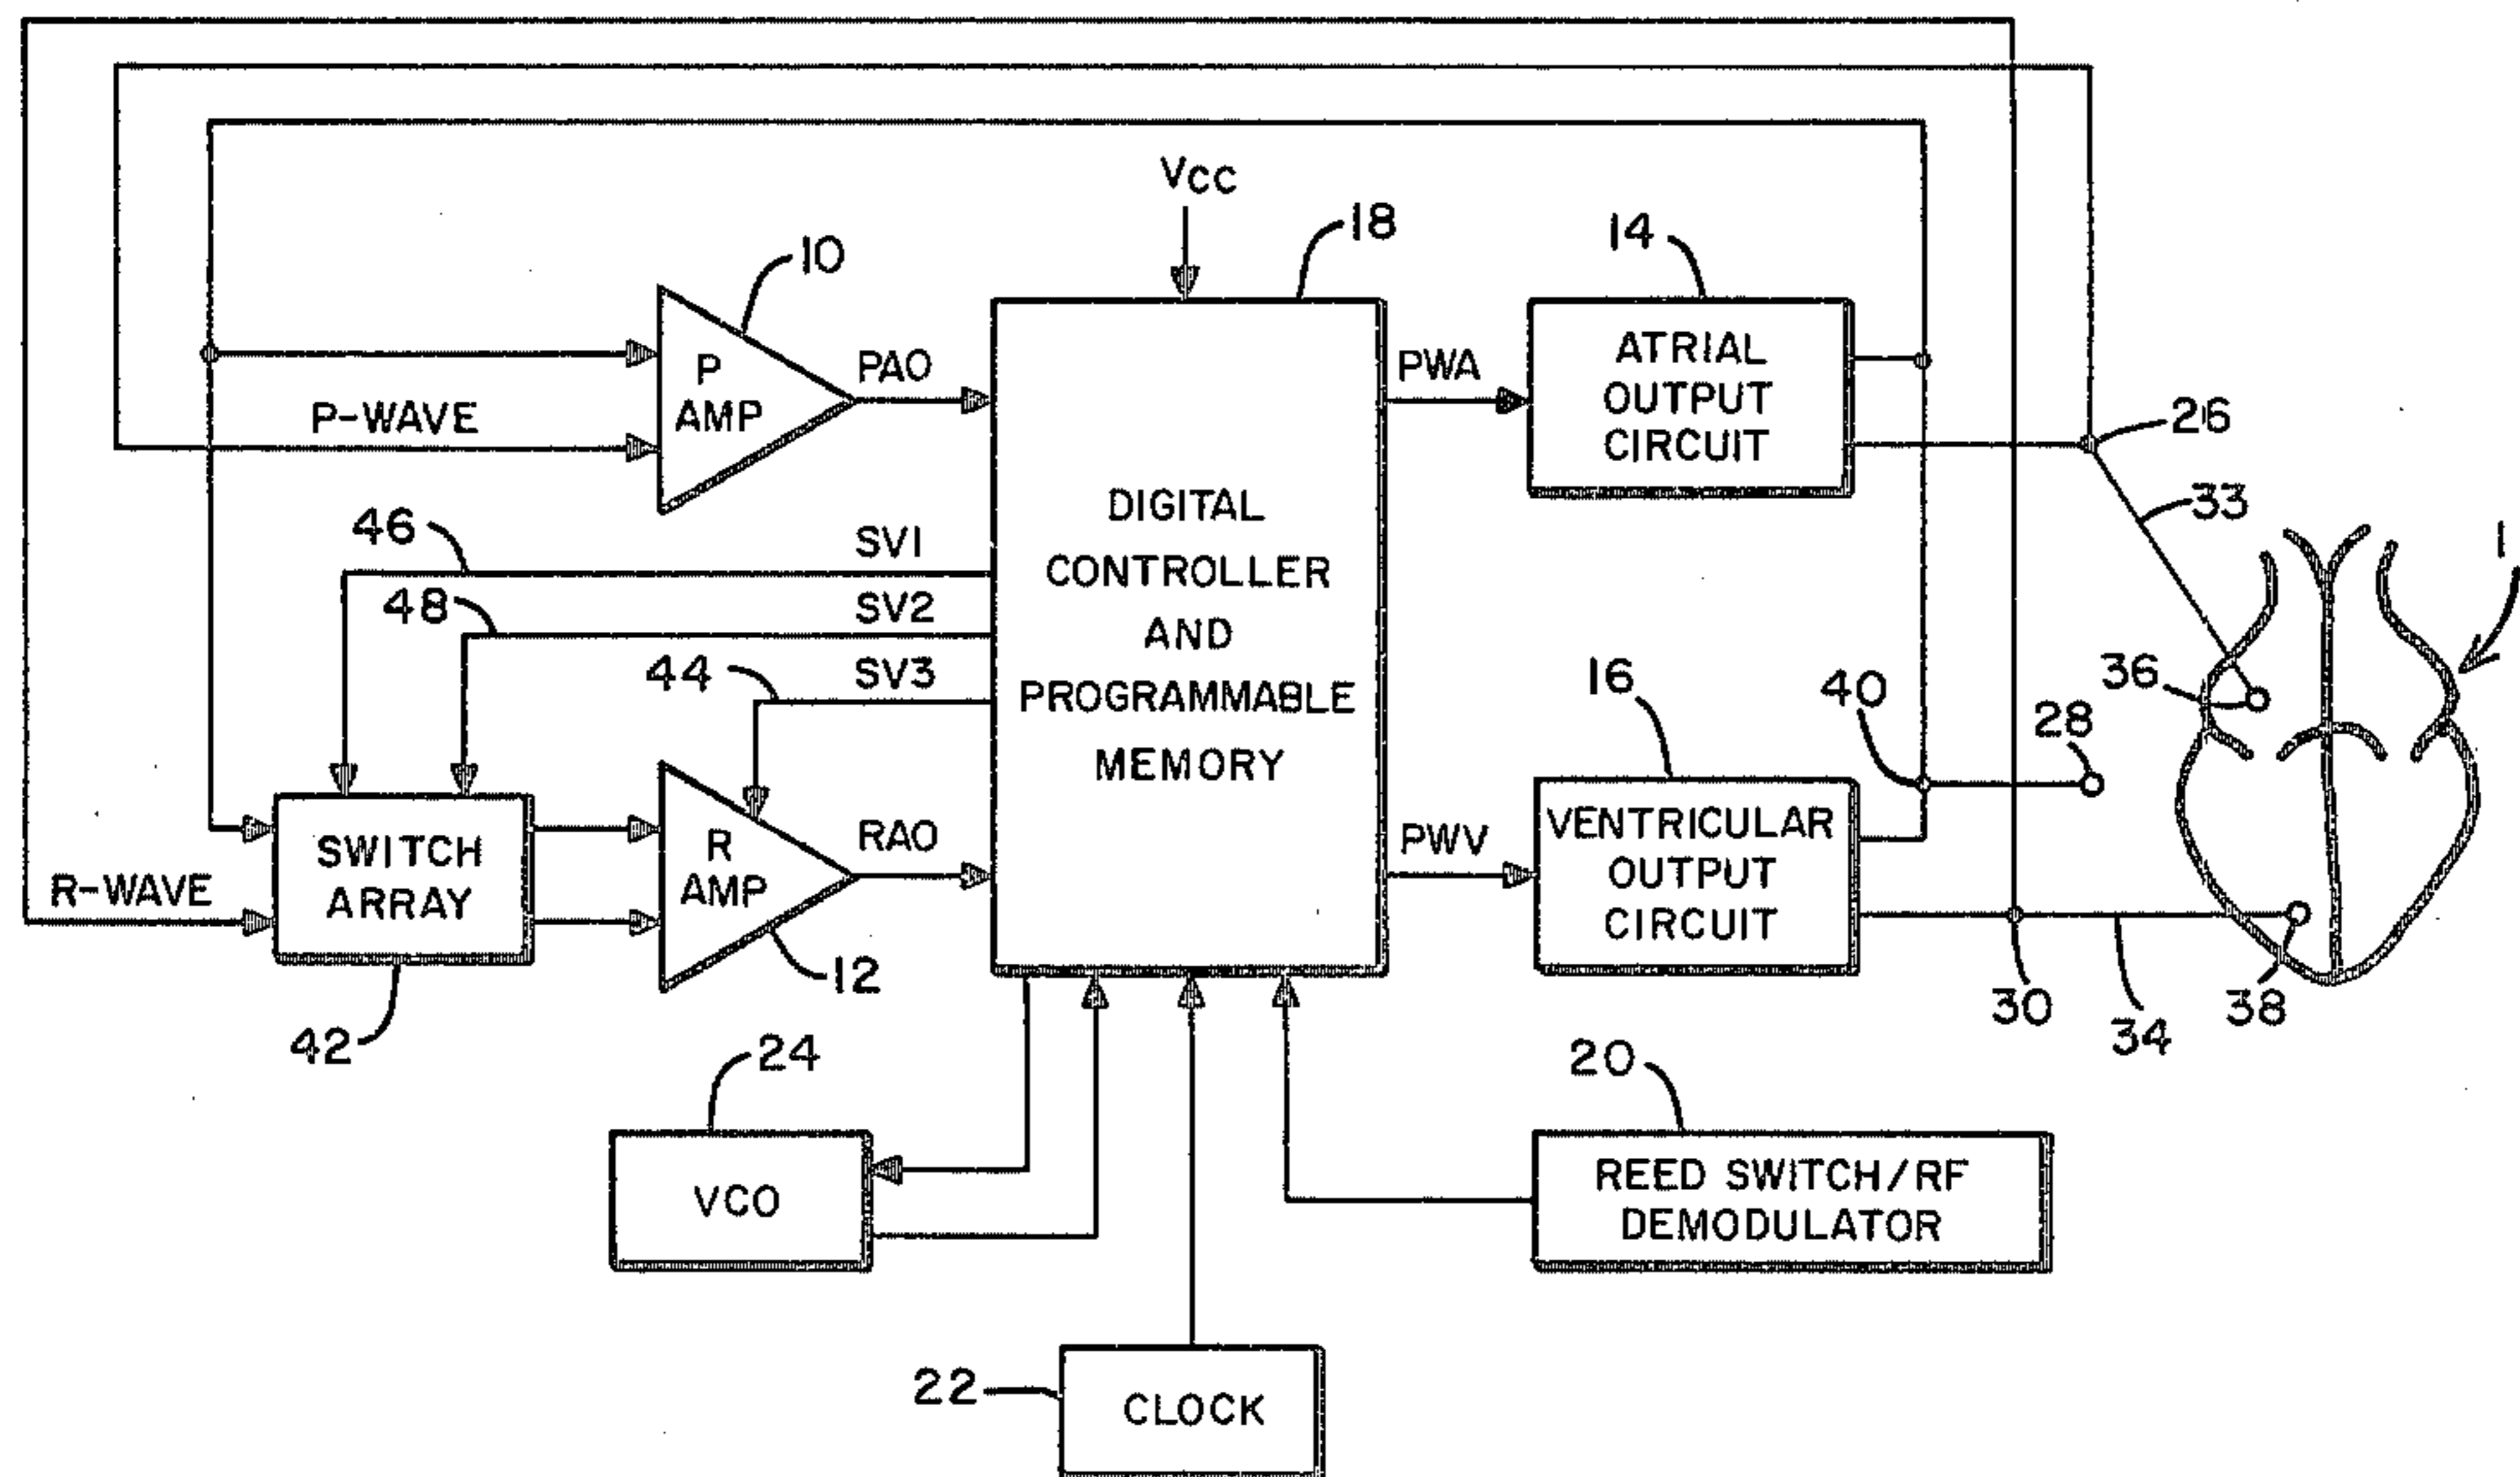 VCC
18
14
10
P
AMP
PAO
P-WAVE
PWA
ATRIAL
OUTPUT
CIRCUIT
26
33
1
46
SV1
48
SV2
44
SV3
DIGITAL
CONTROLLER
AND
PROGRAMMABLE
MEMORY
16
40
36
28
SWITCH
ARRAY
R-WAVE
R
AMP
RAO
PWV
VENTRICULAR
OUTPUT
CIRCUIT
42
12
30
34
38
24
VCO
20
REED SWITCH/RF
DEMODULATOR
22
CLOCK